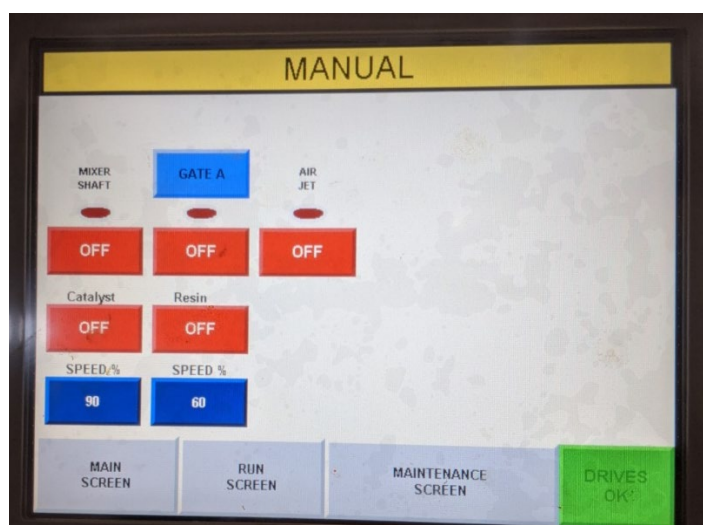 MANUAL
MIXER
SHAFT
GATE A
AIR
JET
OFF
OFF
OFF
Catalyst
Resin
OFF
OFF
SPEED %
SPEED %
90
60
MAIN
SCREEN
RUN
SCREEN
MAINTENANCE
SCREEN
DRIVES
OK